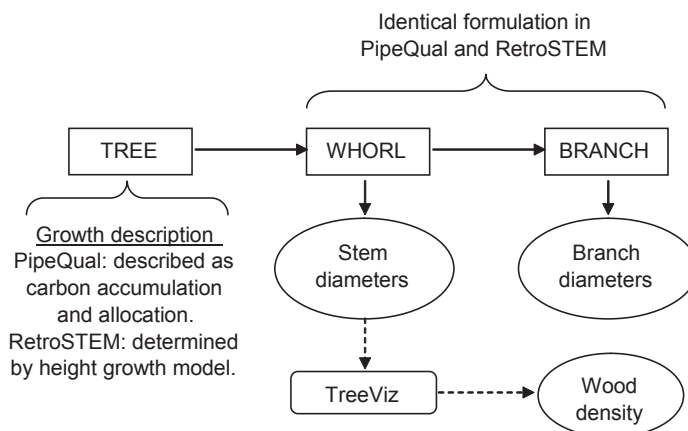 Identical formulation in
PipeQual and RetroSTEM
TREE
WHORL
BRANCH
Growth description
PipeQual: described as
carbon accumulation
and allocation.
RetroSTEM: determined
by height growth model.
Stem
diameters
Branch
diameters
TreeViz
Wood
density